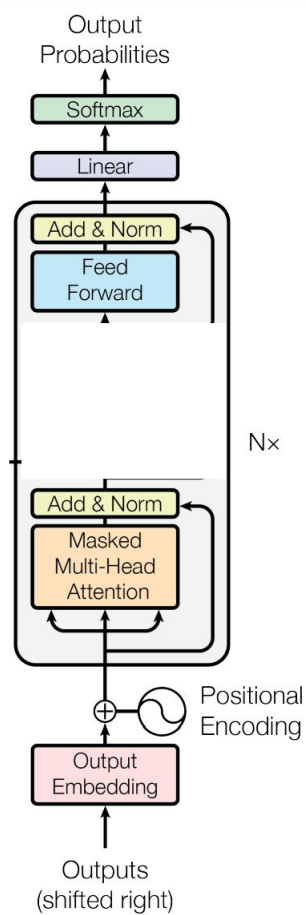 Output
Probabilities
Softmax
Linear
Add & Norm
Feed
Forward
N×
Add & Norm
Masked
Multi-Head
Attention
Positional
Encoding
Output
Embedding
Outputs
(shifted right)